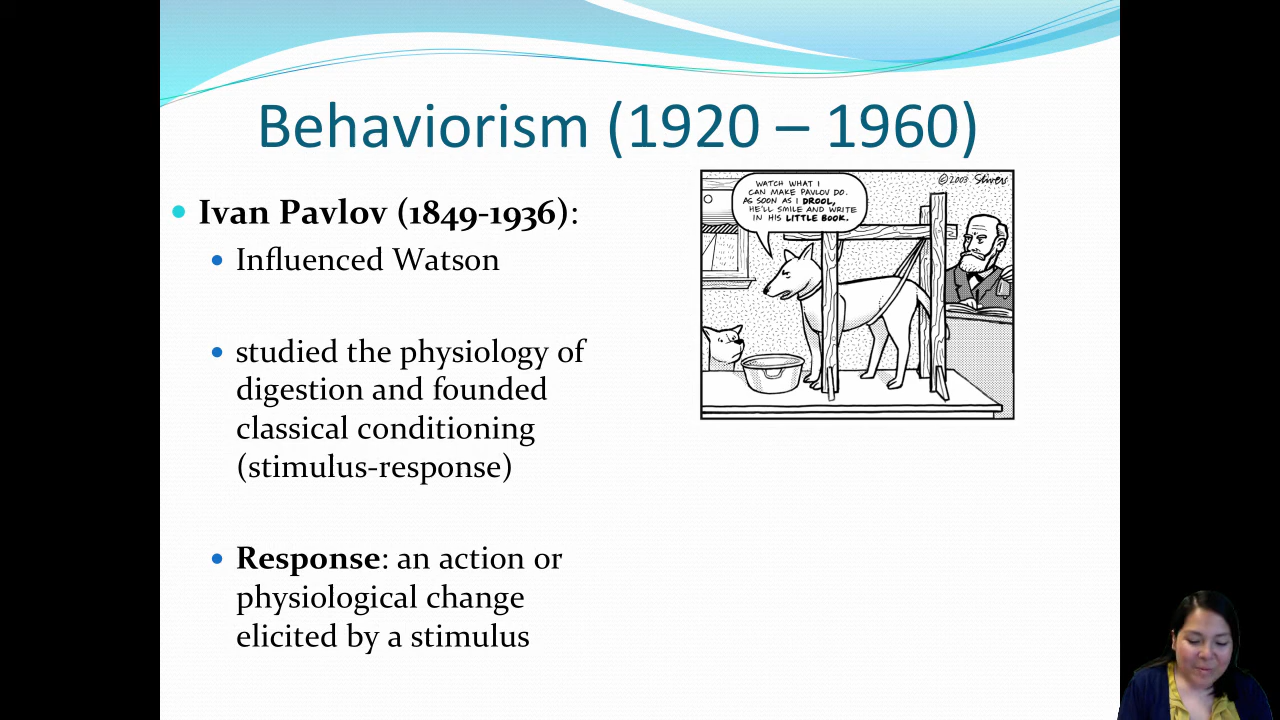 Behaviorism (1920 – 1960)
• Ivan Pavlov (1849-1936):
• Influenced Watson
• studied the physiology of
digestion and founded
classical conditioning
(stimulus-response)
• Response: an action or
physiological change
elicited by a stimulus
WATCH WHAT I
CAN MAKE PAVLOV DO.
AS SOON AS I DROOL,
HE'LL SMILE AND WRITE
IN HIS LITTLE BOOK.
©2003 Stivers